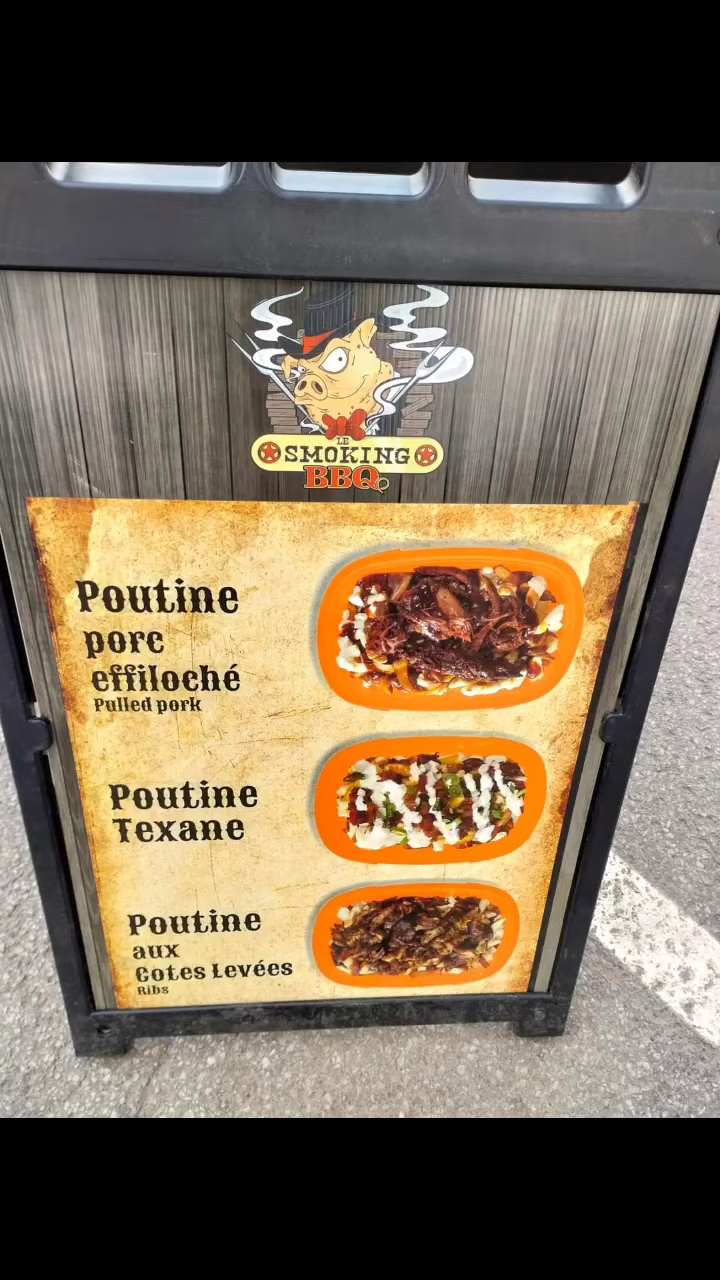 LE
SMOKING
BBQ
Poutine
porc
effiloché
Pulled pork
Poutine
Texane
Poutine
aux
Cotes Levées
Ribs